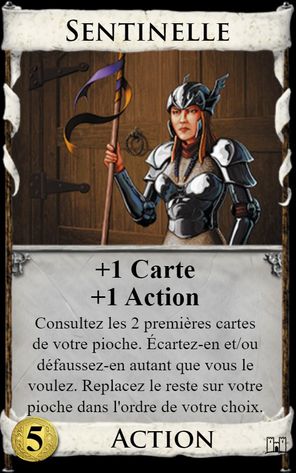 SENTINELLE
+1 Carte
+1 Action
Consultez les 2 premières cartes
de votre pioche. Écartez-en et/ou
défaussez-en autant que vous le
voulez. Replacez le reste sur votre
pioche dans l'ordre de votre choix.
5
ACTION